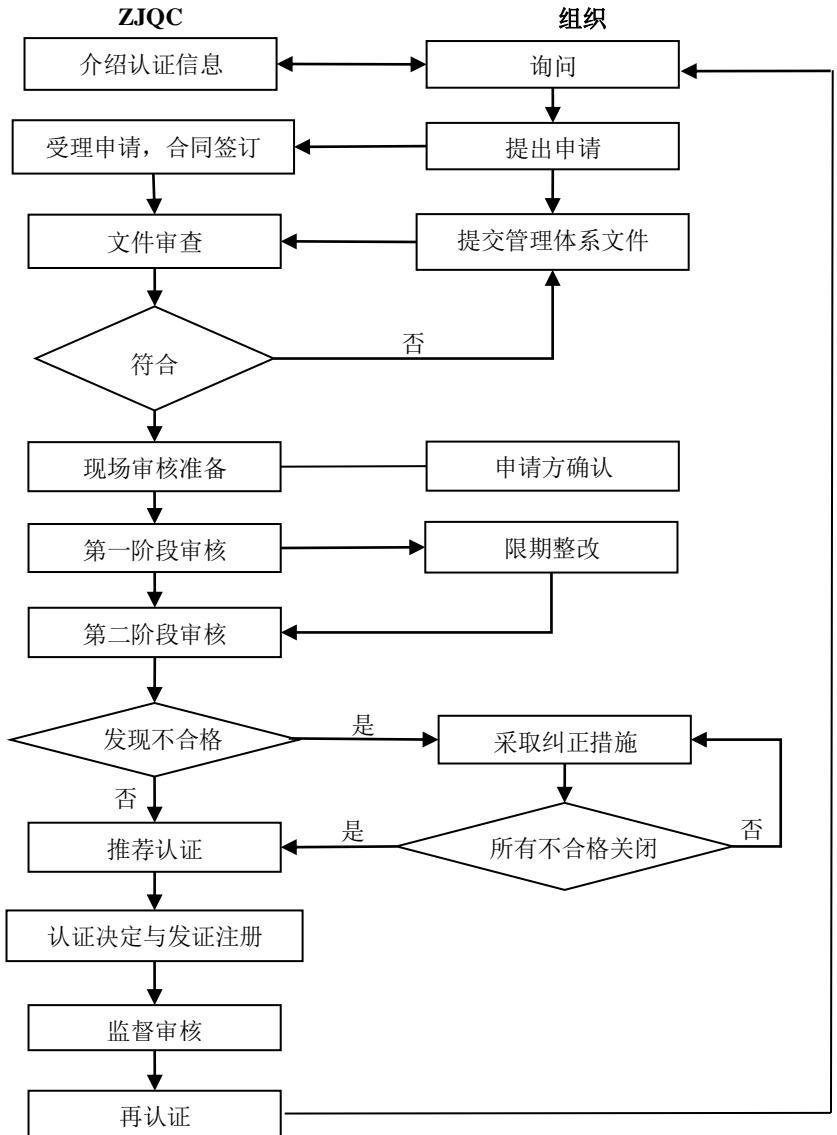 ZJQC 组织
介绍认证信息 询问
受理申请，合同签订 提出申请
文件审查 提交管理体系文件
符合 否
现场审核准备 申请方确认
第一阶段审核 限期整改
第二阶段审核
发现不合格 是 采取纠正措施
否
推荐认证 是 所有不合格关闭 否
认证决定与发证注册
监督审核
再认证